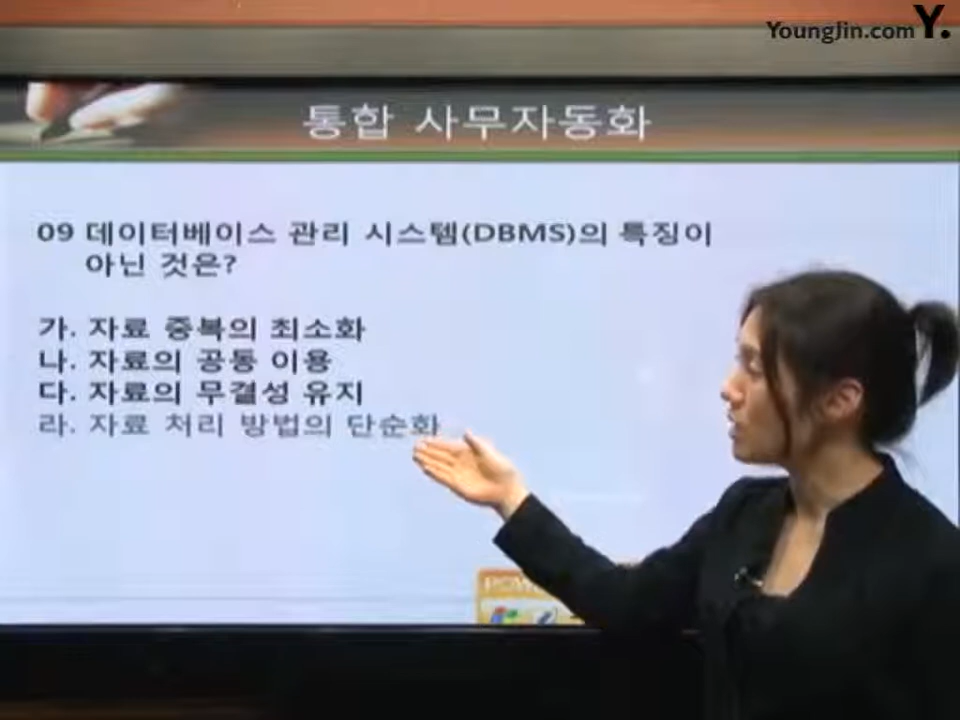 YoungJin.com Y.
통합 사무자동화
09 데이터베이스 관리 시스템(DBMS)의 특징이
아닌 것은?
가. 자료 중복의 최소화
나. 자료의 공동 이용
다. 자료의 무결성 유지
라. 자료 처리 방법의 단순화